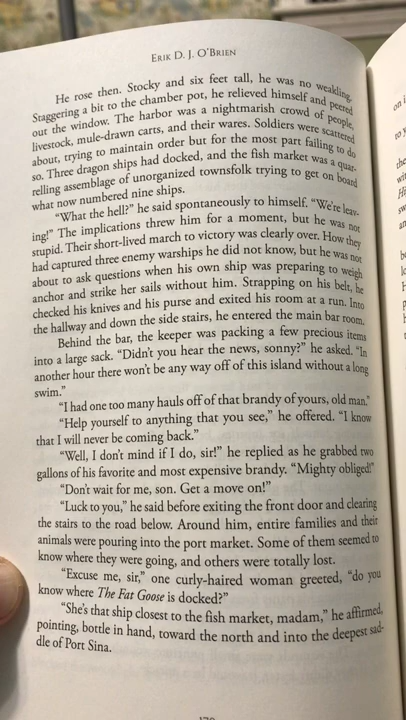 Erik D. J. O'Brien
He rose then. Stocky and six feet tall, he was no weakling.
Staggering a bit to the chamber pot, he relieved himself and peered
out the window. The harbor was a nightmarish crowd of people,
livestock, mule-drawn carts, and their wares. Soldiers were scattered
about, trying to maintain order but for the most part failing to do
so. Three dragon ships had docked, and the fish market was a quar-
relling assemblage of unorganized townsfolk trying to get on board
what now numbered nine ships.
"What the hell?" he said spontaneously to himself. "We're leav-
ing!" The implications threw him for a moment, but he was not
stupid. Their short-lived march to victory was clearly over. How they
had captured three enemy warships he did not know, but he was not
about to ask questions when his own ship was preparing to weigh
anchor and strike her sails without him. Strapping on his belt, he
checked his knives and his purse and exited his room at a run. Into
the hallway and down the side stairs, he entered the main bar room.
Behind the bar, the keeper was packing a few precious items
into a large sack. "Didn't you hear the news, sonny?" he asked. "In
another hour there won't be any way off of this island without a long
swim."
"I had one too many hauls off of that brandy of yours, old man."
"Help yourself to anything that you see," he offered. "I know
that I will never be coming back."
"Well, I don't mind if I do, sir!" he replied as he grabbed two
gallons of his favorite and most expensive brandy. "Mighty obliged!"
"Don't wait for me, son. Get a move on!"
"Luck to you," he said before exiting the front door and clearing
the stairs to the road below. Around him, entire families and their
animals were pouring into the port market. Some of them seemed to
know where they were going, and others were totally lost.
"Excuse me, sir," one curly-haired woman greeted, "do you
know where The Fat Goose is docked?"
"She's that ship closest to the fish market, madam," he affirmed,
pointing, bottle in hand, toward the north and into the deepest sad-
dle of Port Sina.